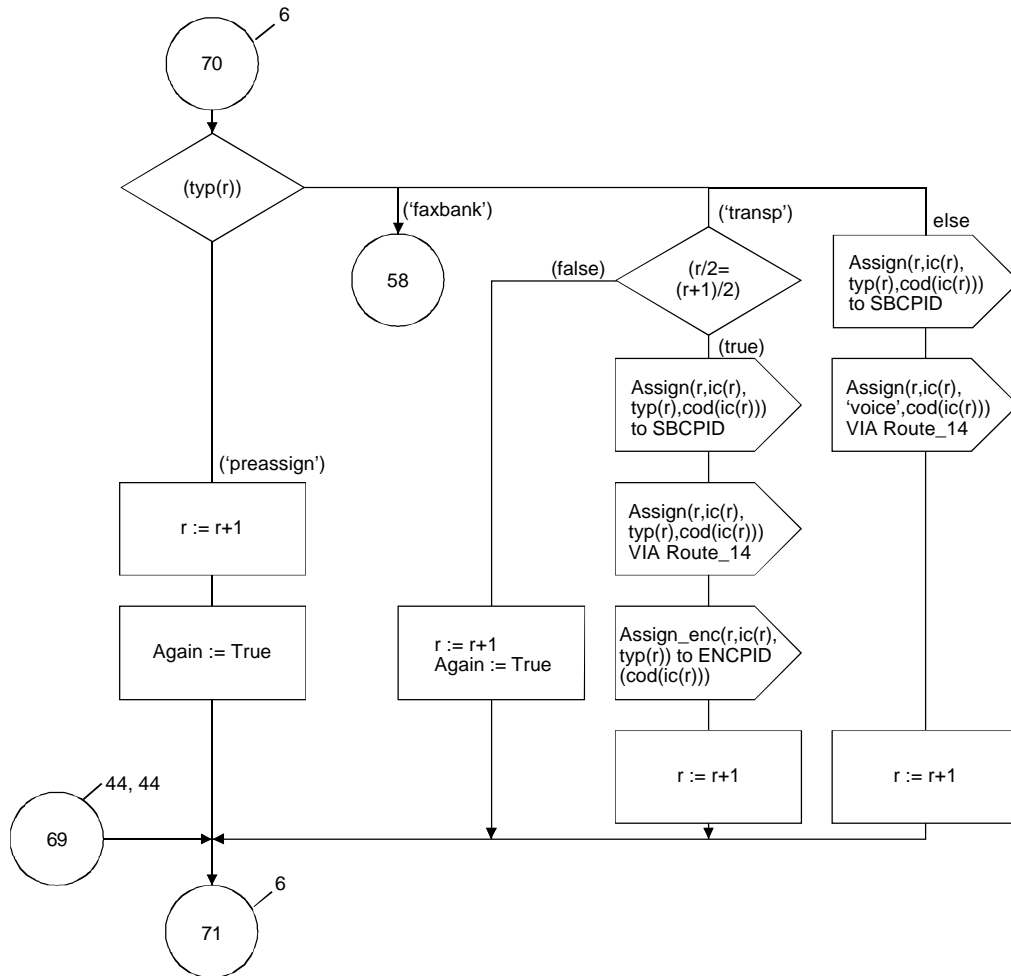 6
70
(typ(r))
(‘faxbank’)
(‘transp’)
else
58
(false)
(r/2=
(r+1)/2)
Assign(r,ic(r),
typ(r),cod(ic(r)))
to SBCPID
(true)
Assign(r,ic(r),
typ(r),cod(ic(r)))
to SBCPID
Assign(r,ic(r),
‘voice’,cod(ic(r)))
VIA Route_14
(‘preassign’)
r := r+1
Assign(r,ic(r),
typ(r),cod(ic(r)))
VIA Route_14
Again := True
r := r+1
Again := True
Assign_enc(r,ic(r),
typ(r)) to ENCPID
(cod(ic(r)))
r := r+1
r := r+1
44, 44
69
6
71